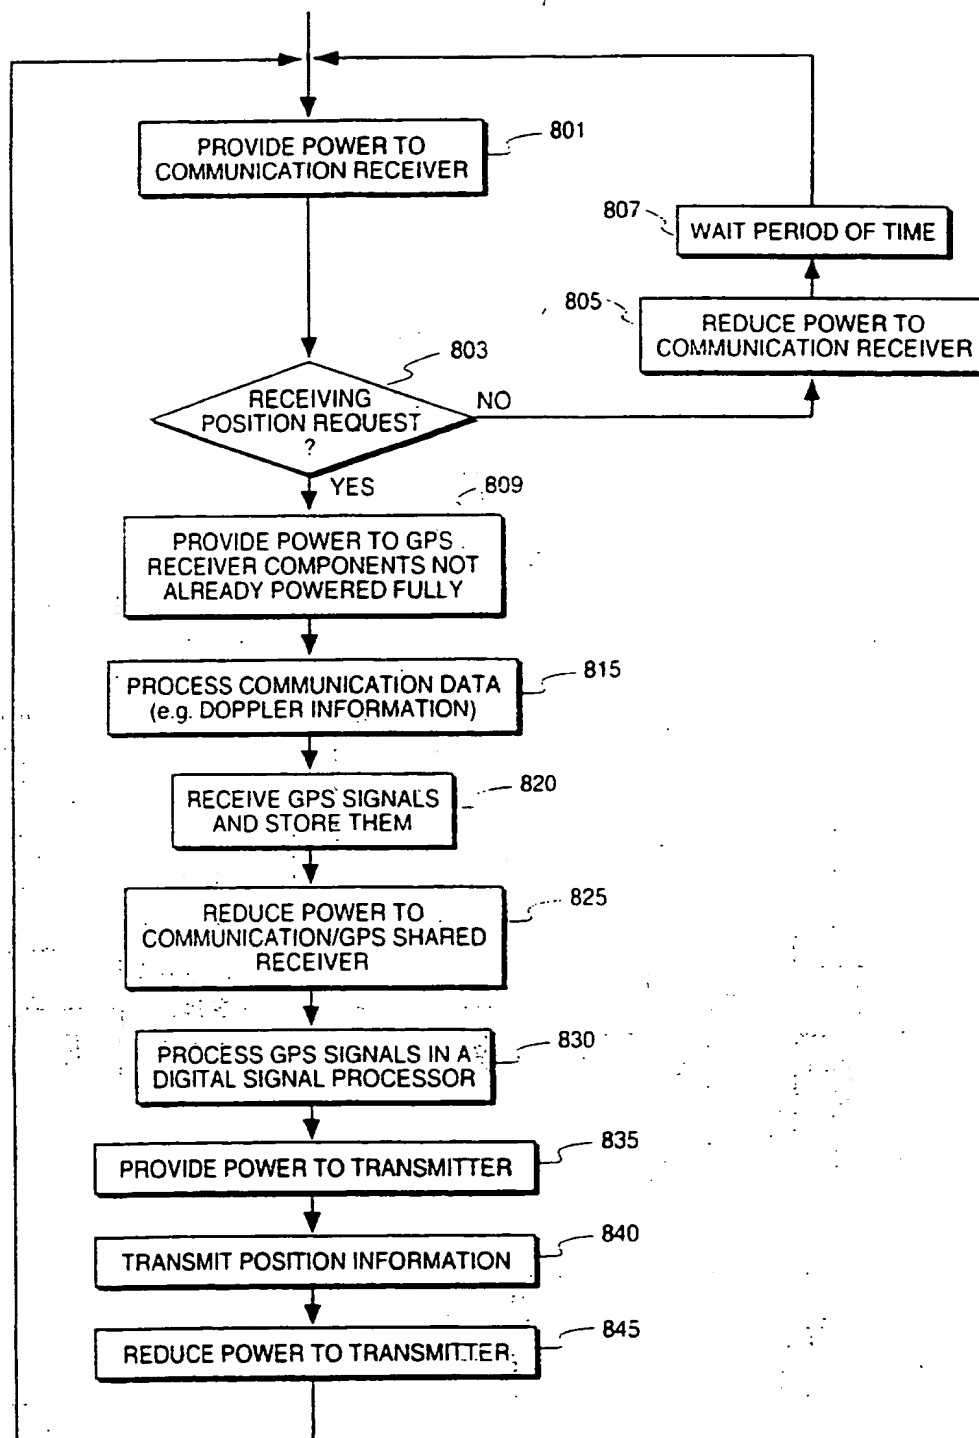 PROVIDE POWER TO
COMMUNICATION RECEIVER
801
807
WAIT PERIOD OF TIME
805
REDUCE POWER TO
COMMUNICATION RECEIVER
803
RECEIVING
POSITION REQUEST
?
NO
YES
809
PROVIDE POWER TO GPS
RECEIVER COMPONENTS NOT
ALREADY POWERED FULLY
815
PROCESS COMMUNICATION DATA
(e.g. DOPPLER INFORMATION)
820
RECEIVE GPS SIGNALS
AND STORE THEM
825
REDUCE POWER TO
COMMUNICATION/GPS SHARED
RECEIVER
830
PROCESS GPS SIGNALS IN A
DIGITAL SIGNAL PROCESSOR
835
PROVIDE POWER TO TRANSMITTER
840
TRANSMIT POSITION INFORMATION
845
REDUCE POWER TO TRANSMITTER